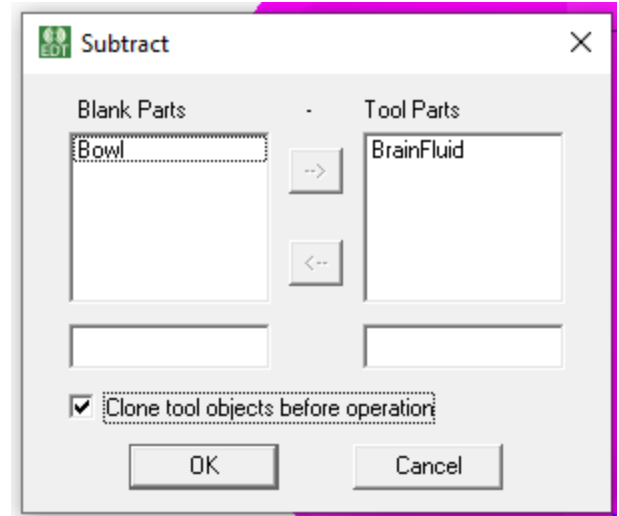 EDT Subtract
Blank Parts - Tool Parts
Bowl BrainFluid
-->
<--
Clone tool objects before operation
OK Cancel